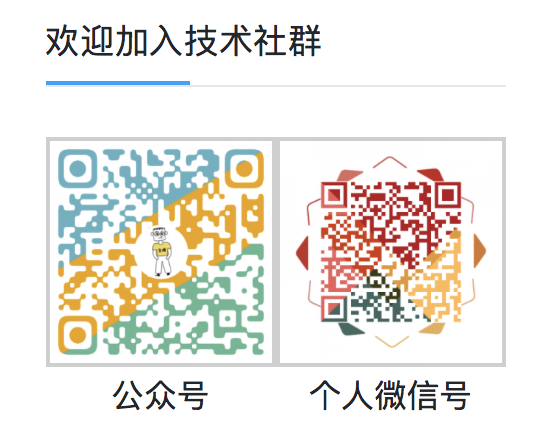 欢迎加入技术社群
公众号
个人微信号